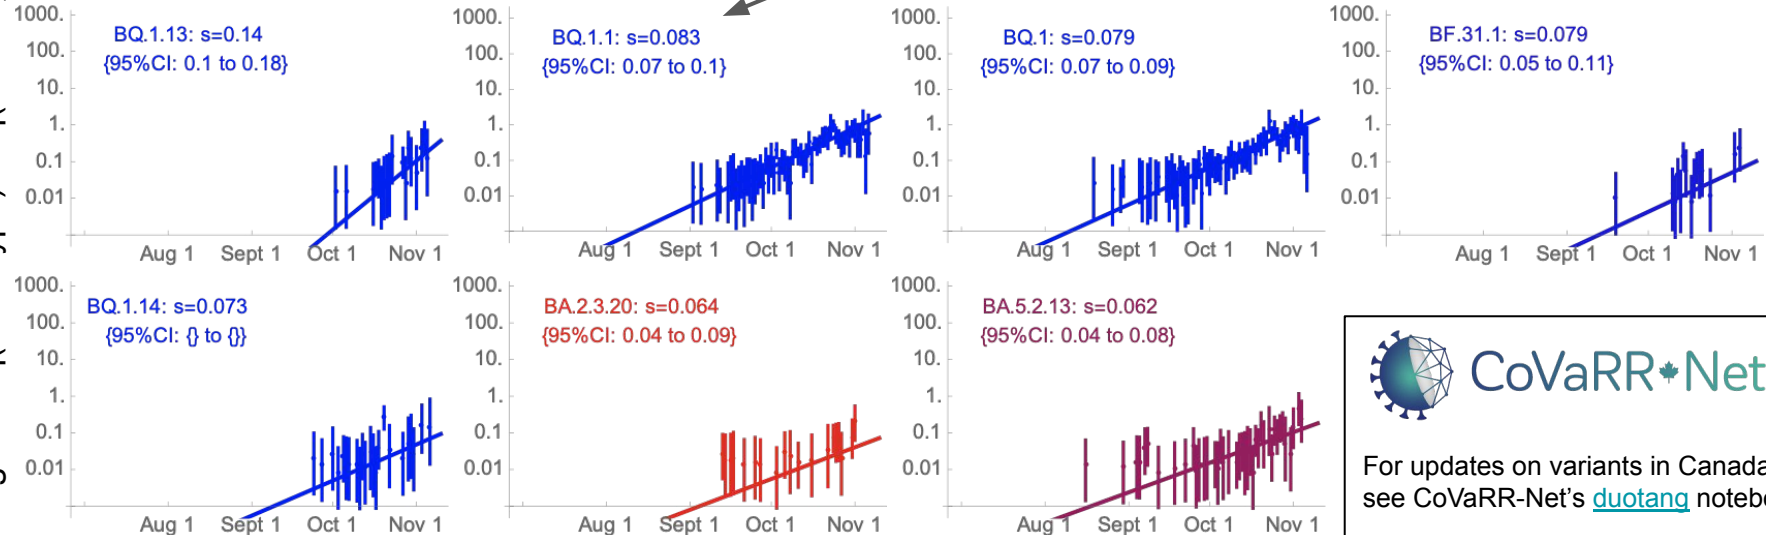 BQ.1.13: s=0.14
{95%CI: 0.1 to 0.18}
1000.
100.
10.
1.
0.1
0.01
Aug 1 Sept 1 Oct 1 Nov 1
BQ.1.1: s=0.083
{95%CI: 0.07 to 0.1}
1000.
100.
10.
1.
0.1
0.01
Aug 1 Sept 1 Oct 1 Nov 1
BQ.1: s=0.079
{95%CI: 0.07 to 0.09}
1000.
100.
10.
1.
0.1
0.01
Aug 1 Sept 1 Oct 1 Nov 1
BF.31.1: s=0.079
{95%CI: 0.05 to 0.11}
1000.
100.
10.
1.
0.1
0.01
Aug 1 Sept 1 Oct 1 Nov 1
BQ.1.14: s=0.073
{95%CI: {} to {}}
1000.
100.
10.
1.
0.1
0.01
Aug 1 Sept 1 Oct 1 Nov 1
BA.2.3.20: s=0.064
{95%CI: 0.04 to 0.09}
1000.
100.
10.
1.
0.1
0.01
Aug 1 Sept 1 Oct 1 Nov 1
BA.5.2.13: s=0.062
{95%CI: 0.04 to 0.08}
1000.
100.
10.
1.
0.1
0.01
Aug 1 Sept 1 Oct 1 Nov 1
CoVaRR Net
For updates on variants in Canada
see CoVaRR-Net's duotang notebo